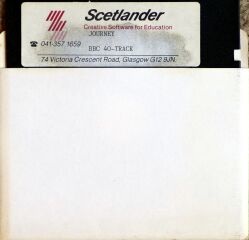 Scetlander
Creative Software for Education
JOURNEY
☎ 041-357 1659
BBC 40-TRACK
74 Victoria Crescent Road, Glasgow G12 9JN.